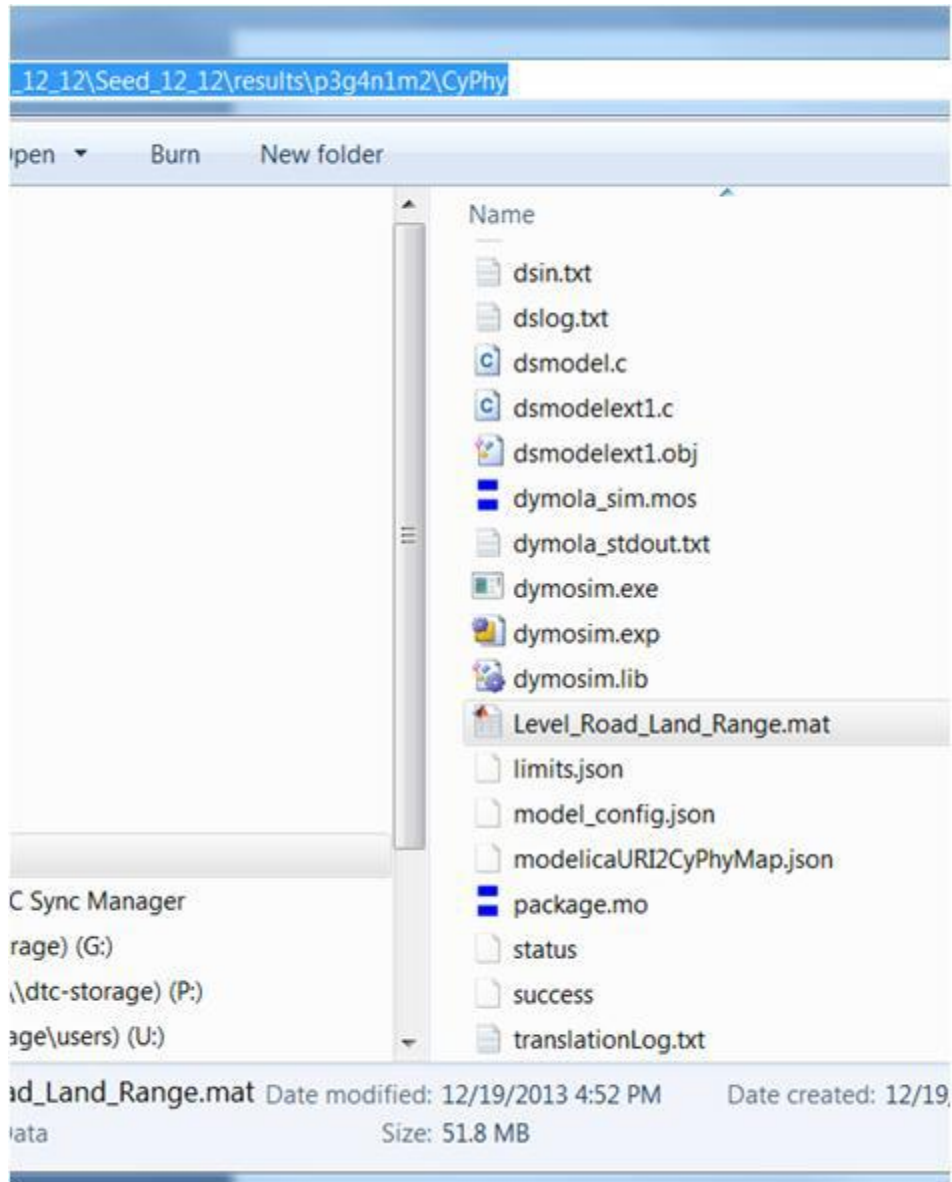 _12_12\Seed_12_12\results\p3g4n1m2\CyPhy
Open Burn New folder
Name
dsin.txt
dslog.txt
dsmodel.c
dsmodelext1.c
dsmodelext1.obj
dymola_sim.mos
dymola_stdout.txt
dymosim.exe
dymosim.exp
dymosim.lib
Level_Road_Land_Range.mat
limits.json
model_config.json
modelicaURI2CyPhyMap.json
package.mo
status
success
translationLog.txt
C Sync Manager
rage) (G:)
\\dtc-storage) (P:)
age\users) (U:)
ad_Land_Range.mat Date modified: 12/19/2013 4:52 PM Date created: 12/19/
ata Size: 51.8 MB